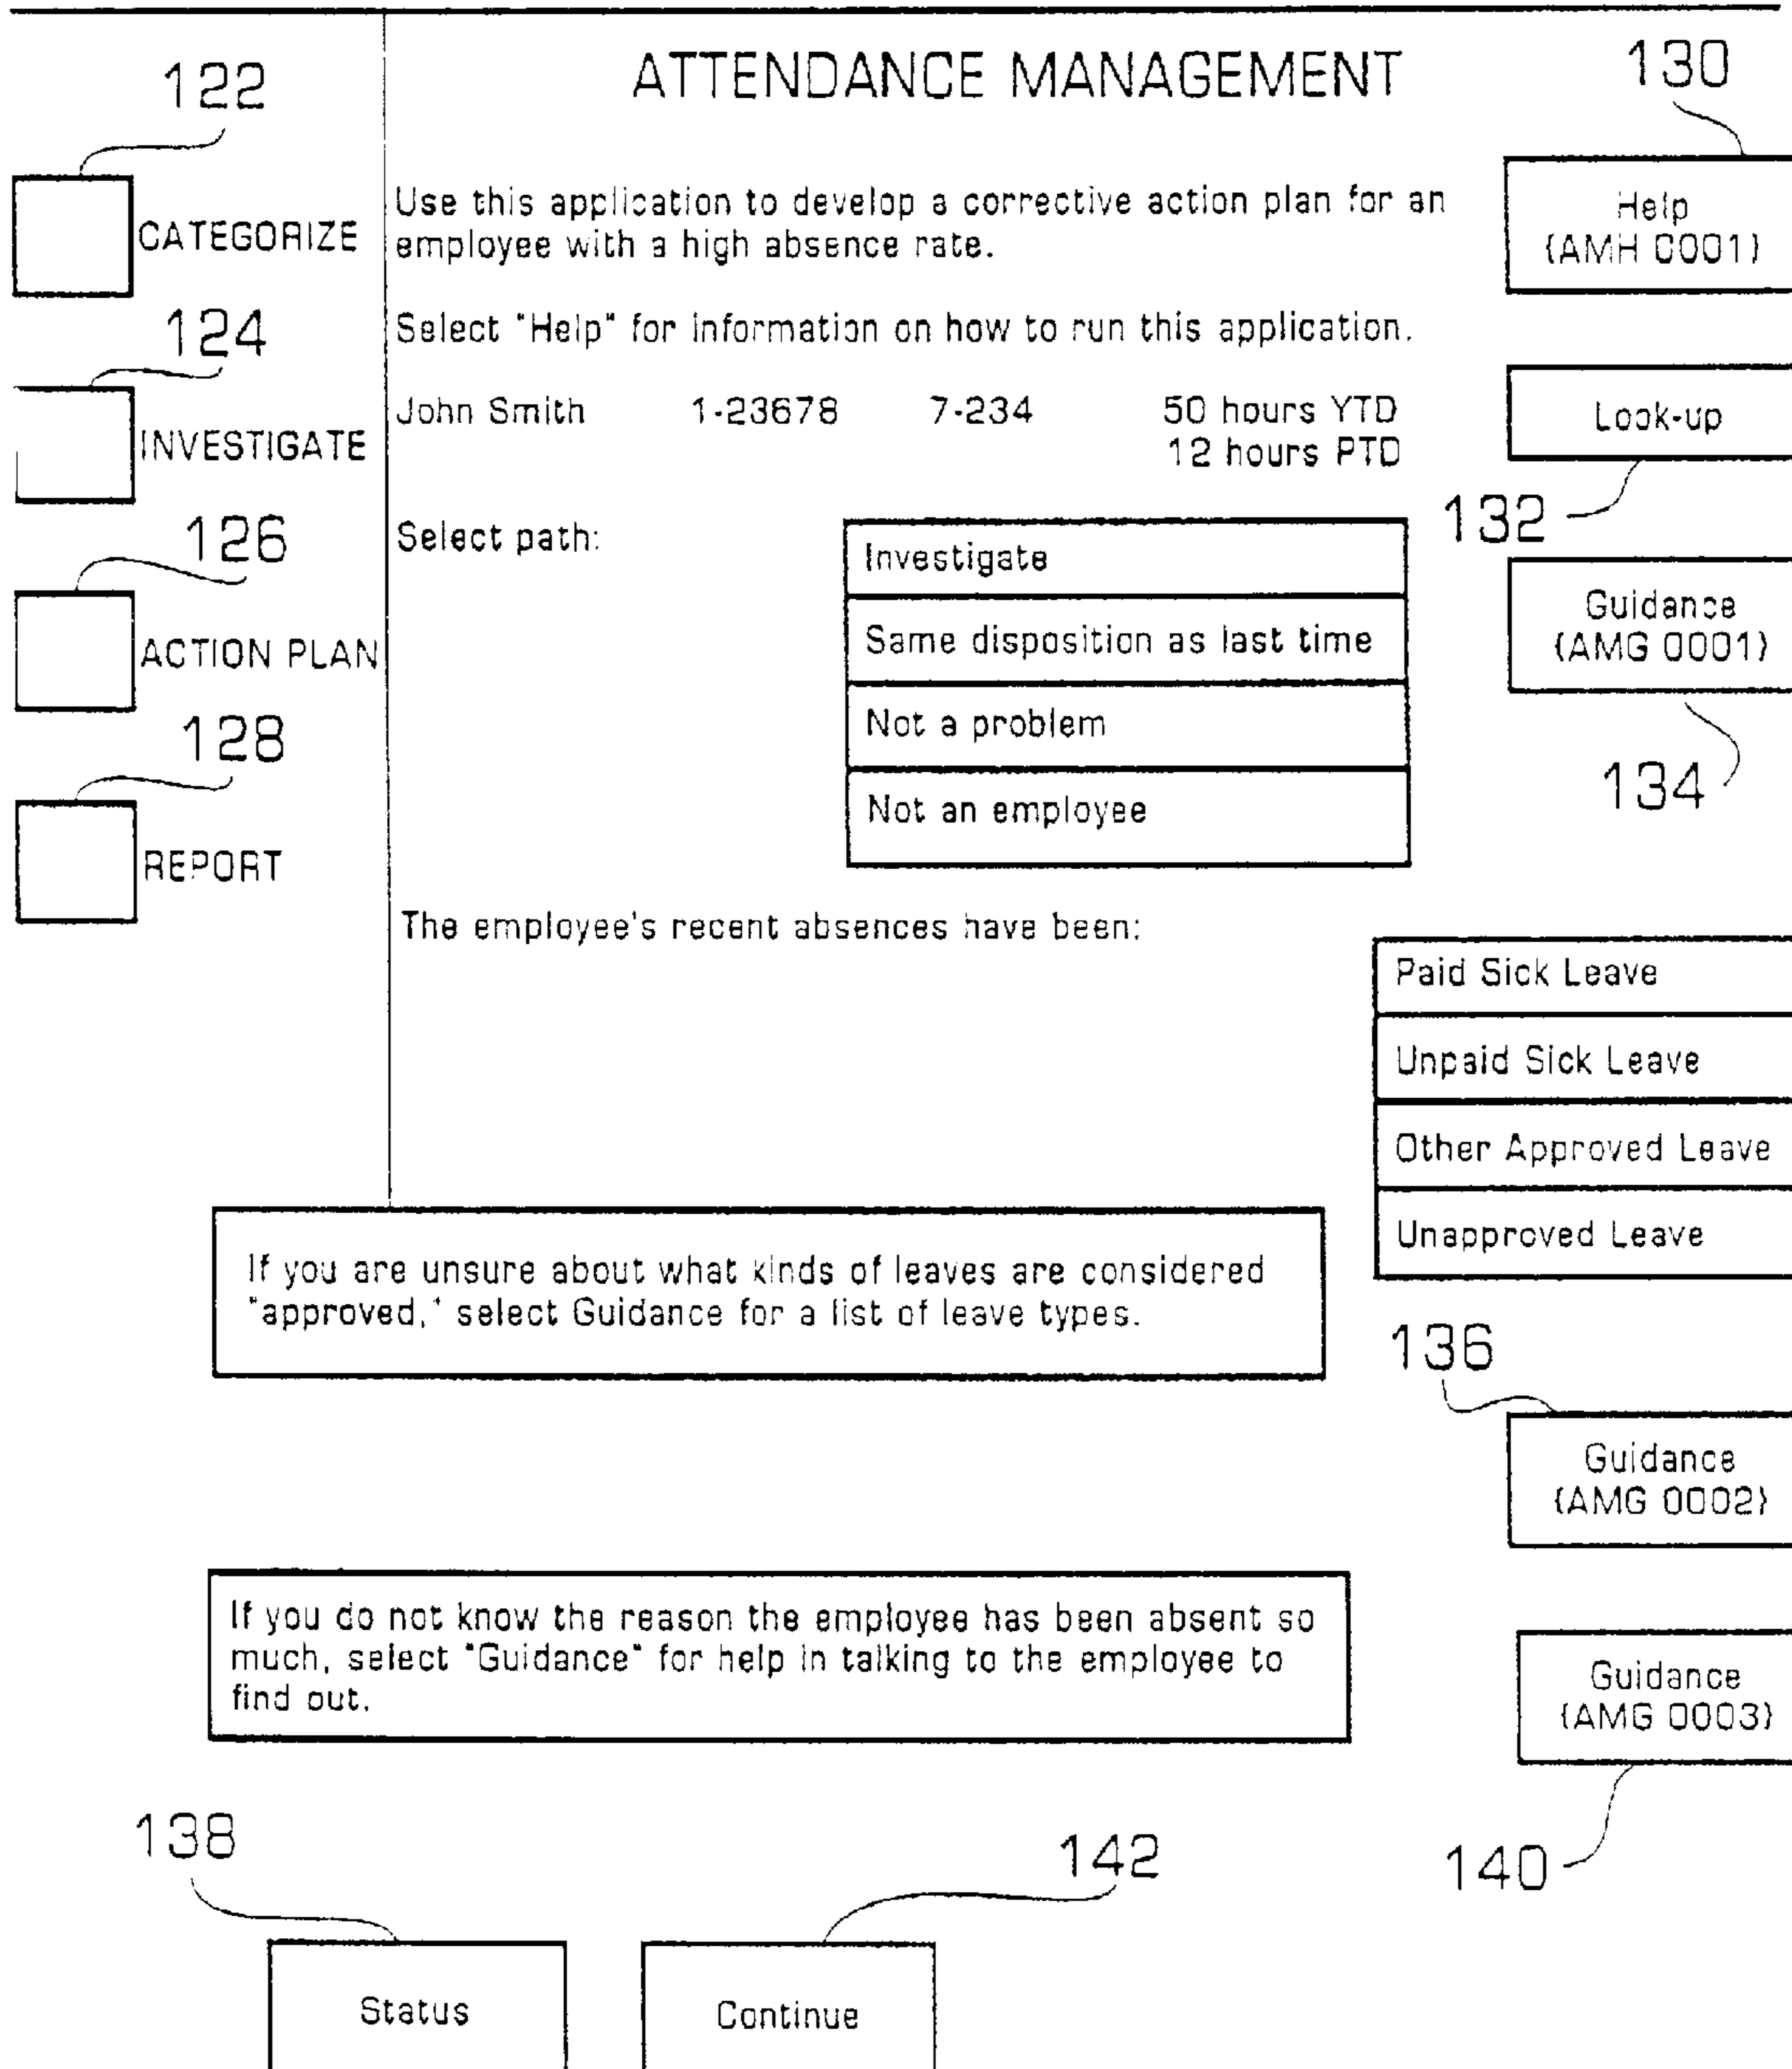 ATTENDANCE MANAGEMENT
122
CATEGORIZE
124
INVESTIGATE
126
ACTION PLAN
128
REPORT
Use this application to develop a corrective action plan for an
employee with a high absence rate.
Select "Help" for information on how to run this application.
John Smith 1-23678 7-234 50 hours YTD
12 hours PTD
Select path:
Investigate
Same disposition as last time
Not a problem
Not an employee
130
Help
(AMH 0001)
Look-up
132
Guidance
(AMG 0001)
134
The employee's recent absences have been:
Paid Sick Leave
Unpaid Sick Leave
Other Approved Leave
Unapproved Leave
If you are unsure about what kinds of leaves are considered
"approved," select Guidance for a list of leave types.
136
Guidance
(AMG 0002)
If you do not know the reason the employee has been absent so
much, select "Guidance" for help in talking to the employee to
find out.
Guidance
(AMG 0003)
140
138
Status
142
Continue